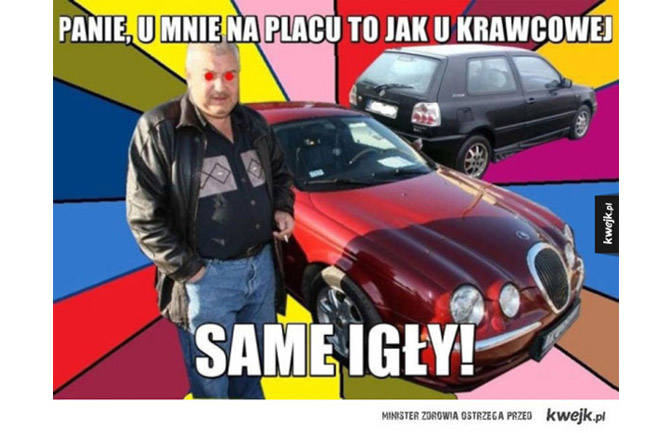 PANIE, U MNIE NA PLACU TO JAK U KRAWCOWEJ
kwejk.pl
SAME IGŁY!
MINISTER ZDROWIA OSTRZEGA PRZED kwejk.pl